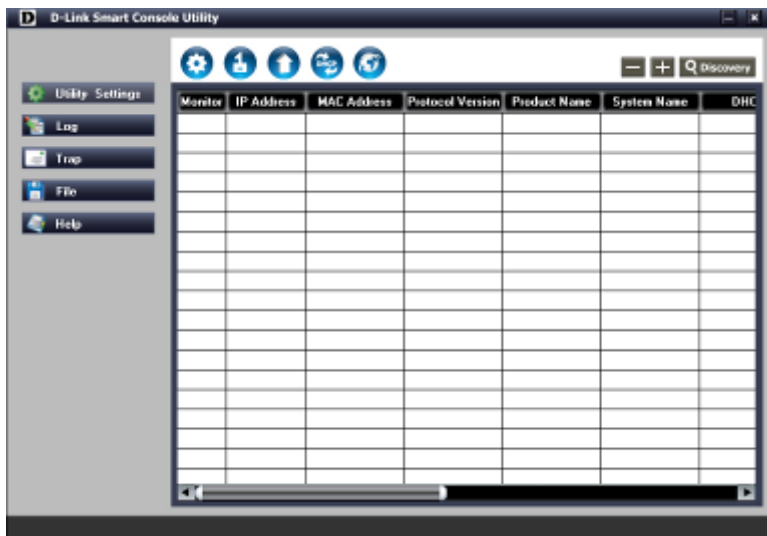 D D-Link Smart Console Utility
Discovery
Utility Settings
Log
Trap
File
Help
Monitor IP Address MAC Address Protocol Version Product Name System Name DHC